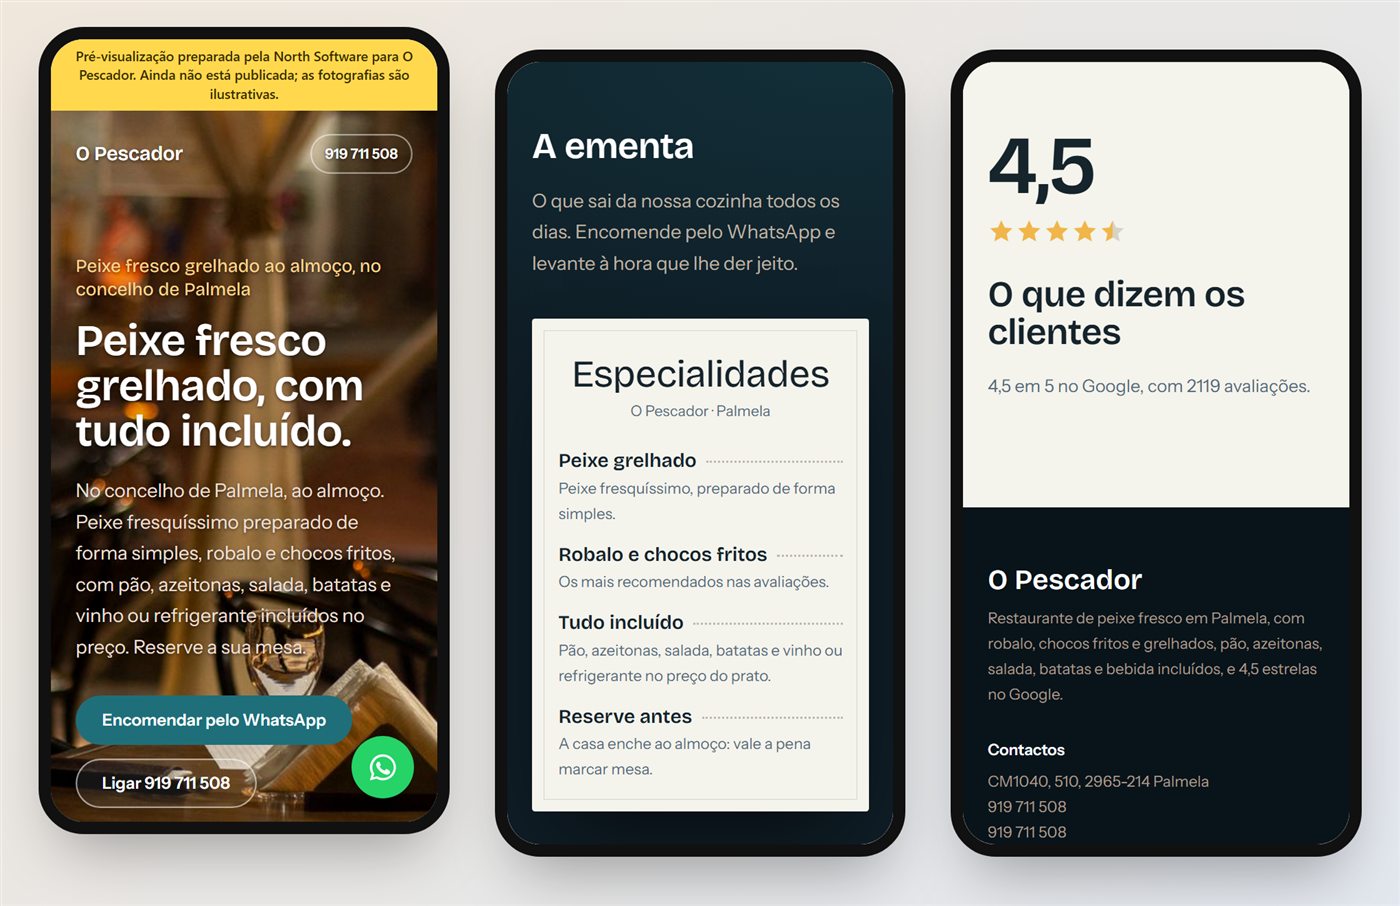 Pré-visualização preparada pela North Software para O
Pescador. Ainda não está publicada; as fotografias são
ilustrativas.
O Pescador
919 711 508
Peixe fresco grelhado ao almoço, no
concelho de Palmela
Peixe fresco
grelhado, com
tudo incluído.
No concelho de Palmela, ao almoço.
Peixe fresquíssimo preparado de
forma simples, robalo e chocos fritos,
com pão, azeitonas, salada, batatas e
vinho ou refrigerante incluídos no
preço. Reserve a sua mesa.
Encomendar pelo WhatsApp
Ligar 919 711 508
A ementa
O que sai da nossa cozinha todos os
dias. Encomende pelo WhatsApp e
levante à hora que lhe der jeito.
Especialidades
O Pescador · Palmela
Peixe grelhado
Peixe fresquíssimo, preparado de forma
simples.
Robalo e chocos fritos
Os mais recomendados nas avaliações.
Tudo incluído
Pão, azeitonas, salada, batatas e vinho ou
refrigerante no preço do prato.
Reserve antes
A casa enche ao almoço: vale a pena
marcar mesa.
4,5
O que dizem os
clientes
4,5 em 5 no Google, com 2119 avaliações.
O Pescador
Restaurante de peixe fresco em Palmela, com
robalo, chocos fritos e grelhados, pão, azeitonas,
salada, batatas e bebida incluídos, e 4,5 estrelas
no Google.
Contactos
CM1040, 510, 2965-214 Palmela
919 711 508
919 711 508